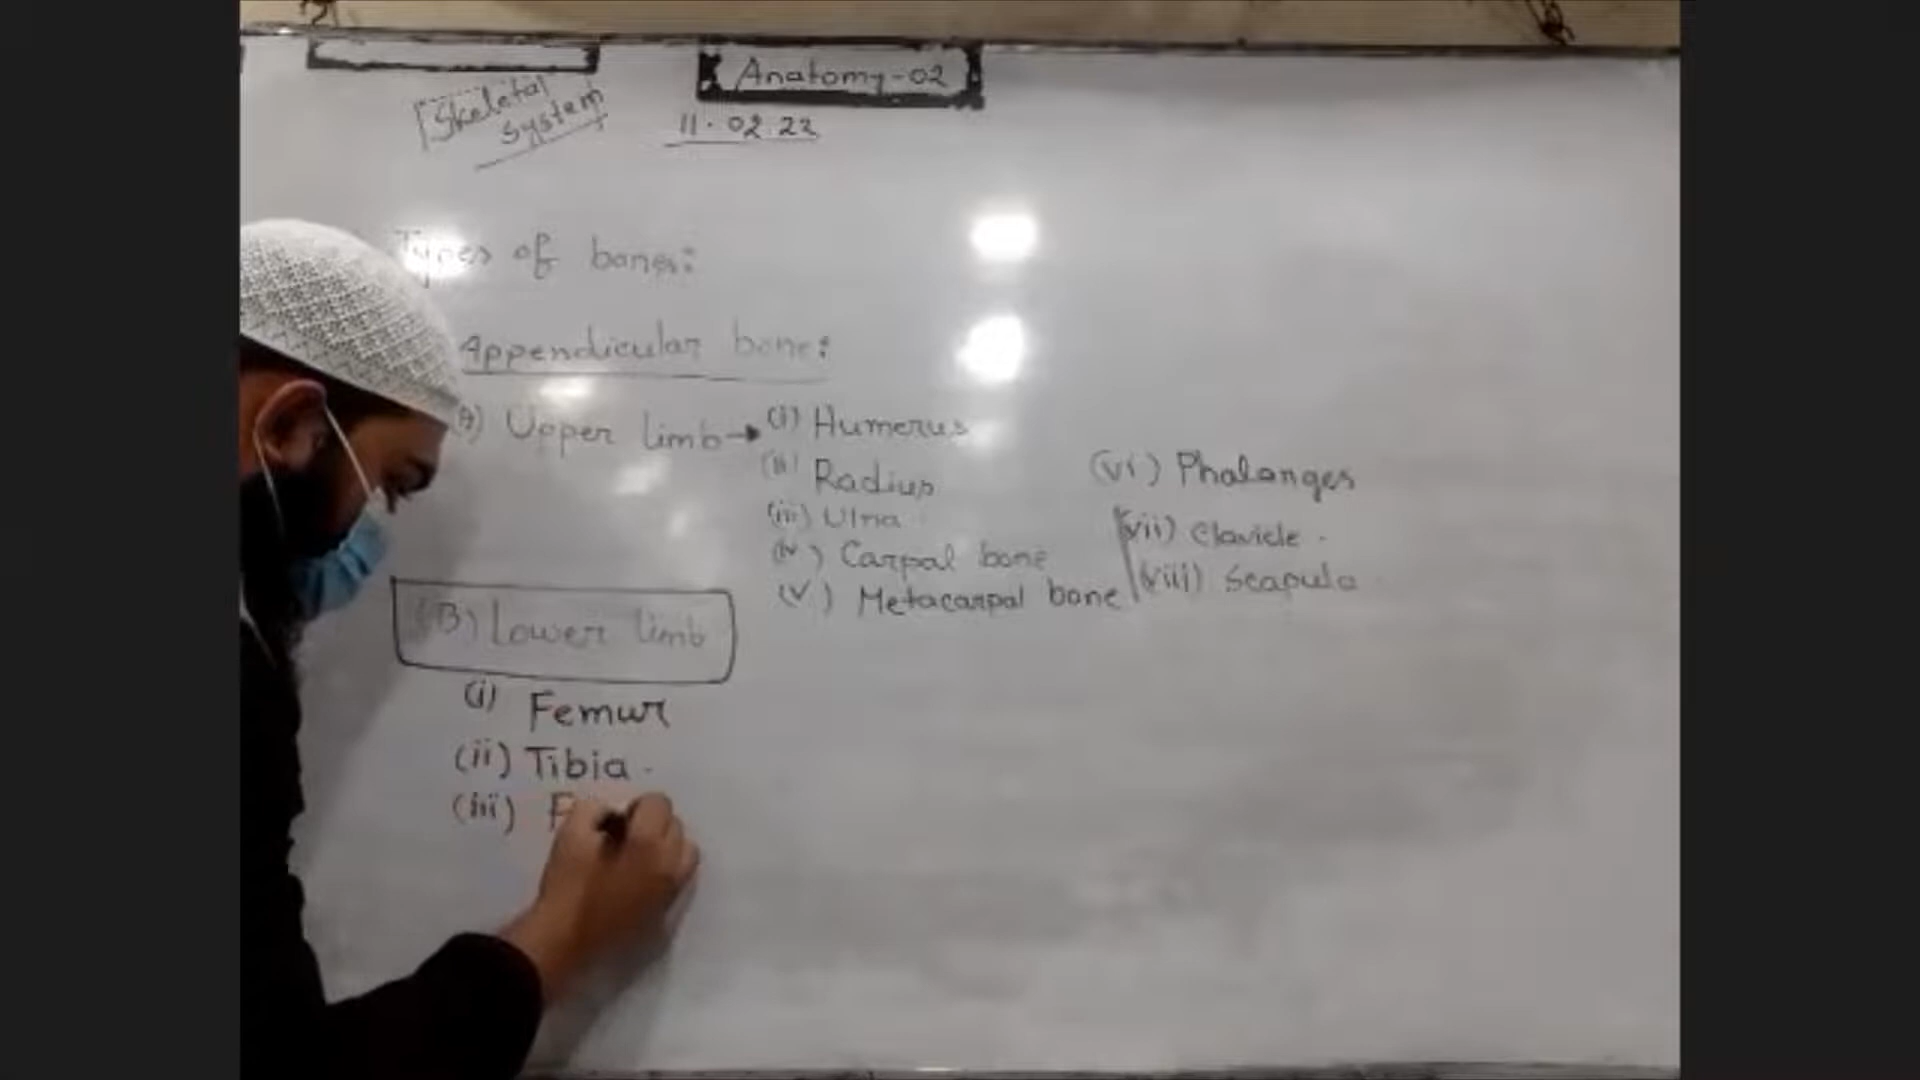 Anatomy-02
Skeletal
system
11.02.22
Types of bones:
Appendicular bone:
(A) Upper limb→(i) Humerus
(ii) Radius
(iii) Ulna
(iv) Carpal bone
(v) Metacarpal bone
(vi) Phalanges
(vii) Clavicle.
(viii) Scapula
(B) Lower limb
(i) Femur
(ii) Tibia.
(iii) F